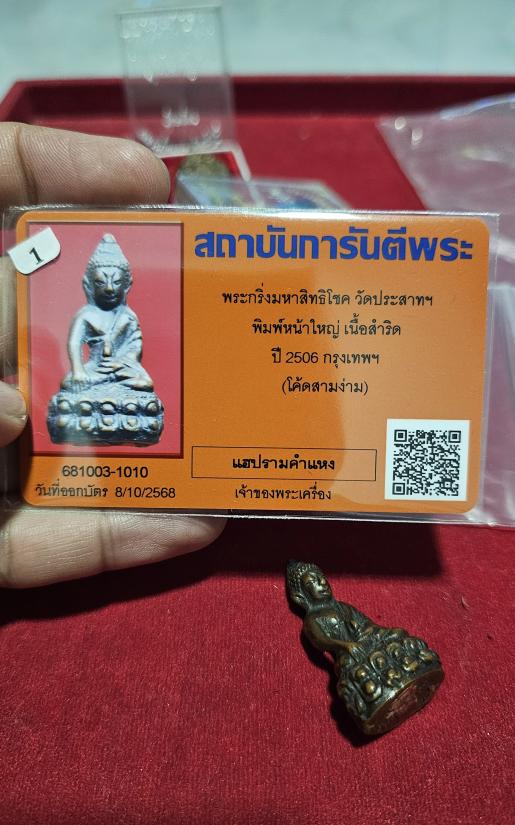 สถาบันการันตีพระ
1
พระกริ่งมหาสิทธิโชค วัดประสาทฯ
พิมพ์หน้าใหญ่ เนื้อสำริด
ปี 2506 กรุงเทพฯ
(โค้ดสามง่าม)
แฮปรามคำแหง
681003-1010
วันที่ออกบัตร 8/10/2568
เจ้าของพระเครื่อง